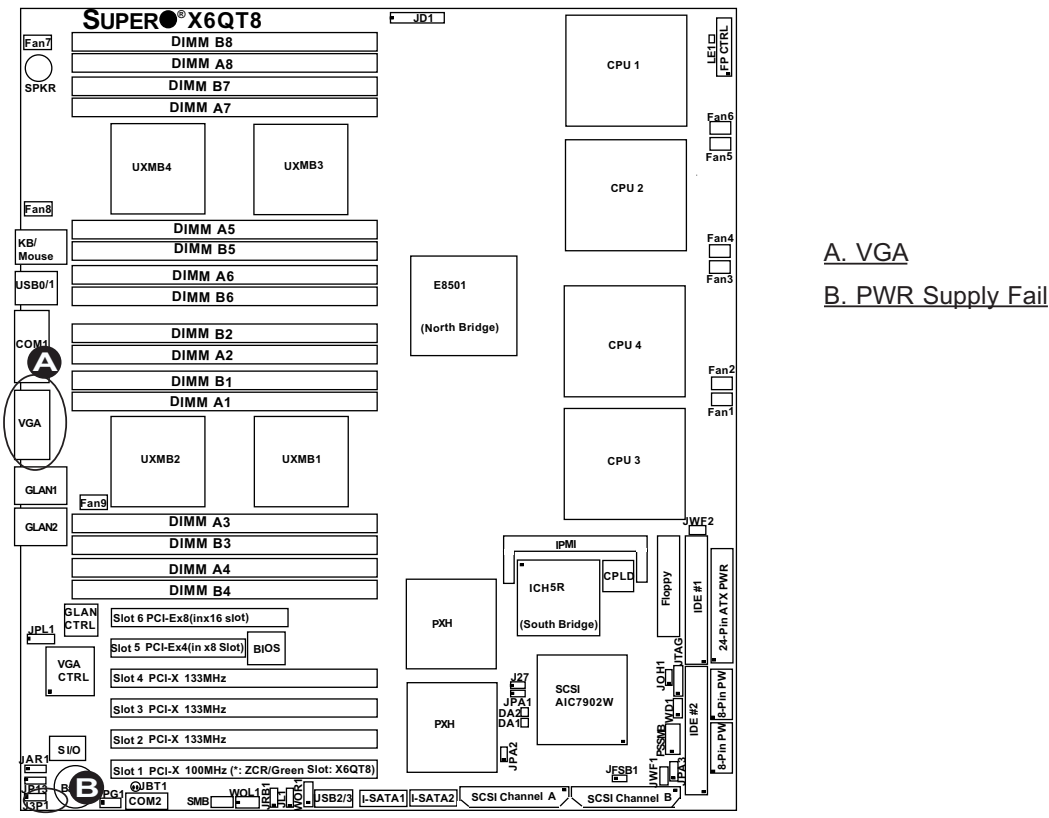 SUPER® X6QT8
JD1
Fan7
DIMM B8
SPKR
DIMM A8
DIMM B7
DIMM A7
CPU 1
LE1
FP CTRL
Fan6
Fan5
UXMB4
UXMB3
CPU 2
Fan8
DIMM A5
KB/
Mouse
DIMM B5
Fan4
Fan3
A. VGA
USB0/1
DIMM A6
DIMM B6
E8501
(North Bridge)
B. PWR Supply Fail
COM1
A
DIMM B2
DIMM A2
CPU 4
DIMM B1
DIMM A1
Fan2
Fan1
VGA
UXMB2
UXMB1
CPU 3
GLAN1
Fan9
GLAN2
DIMM A3
DIMM B3
DIMM A4
DIMM B4
JWF2
IPMI
ICH5R
(South Bridge)
CPLD
Floppy
IDE #1
24-Pin ATX PWR
GLAN
CTRL
JPL1
Slot 6 PCI-Ex8(inx16 slot)
PXH
Slot 5 PCI-Ex4(in x8 Slot)
BIOS
VGA
CTRL
Slot 4 PCI-X 133MHz
J27
JPA1
DA2
DA1
SCSI
AIC7902W
JOH1
JTAG
Slot 3 PCI-X 133MHz
PXH
WD1
IDE #2
8-Pin PW
Slot 2 PCI-X 133MHz
JPA2
PSSMB
8-Pin PW
S I/O
JAR1
Slot 1 PCI-X 100MHz (*: ZCR/Green Slot: X6QT8)
JFSB1
JWF1
JPA3
JP13
B
J3P1
PG1
JBT1
COM2
SMB
WOL1
JRB1
JL1
WOR1
USB2/3
I-SATA1
I-SATA2
SCSI Channel A
SCSI Channel B